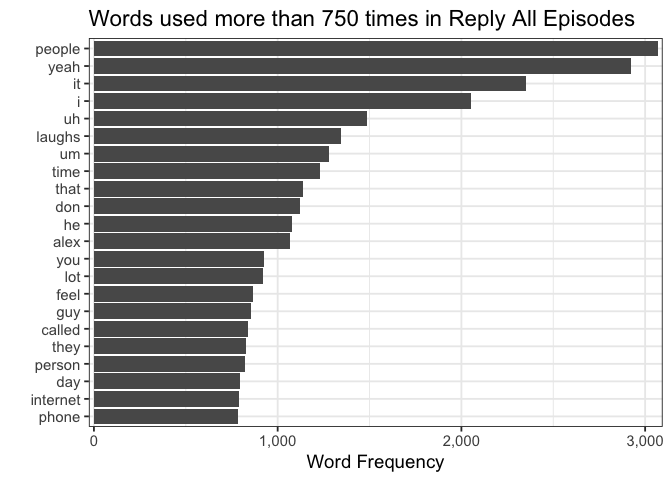 Words used more than 750 times in Reply All Episodes
people
yeah
it
i
uh
laughs
um
time
that
don
he
alex
you
lot
feel
guy
called
they
person
day
internet
phone
0 1,000 2,000 3,000
Word Frequency